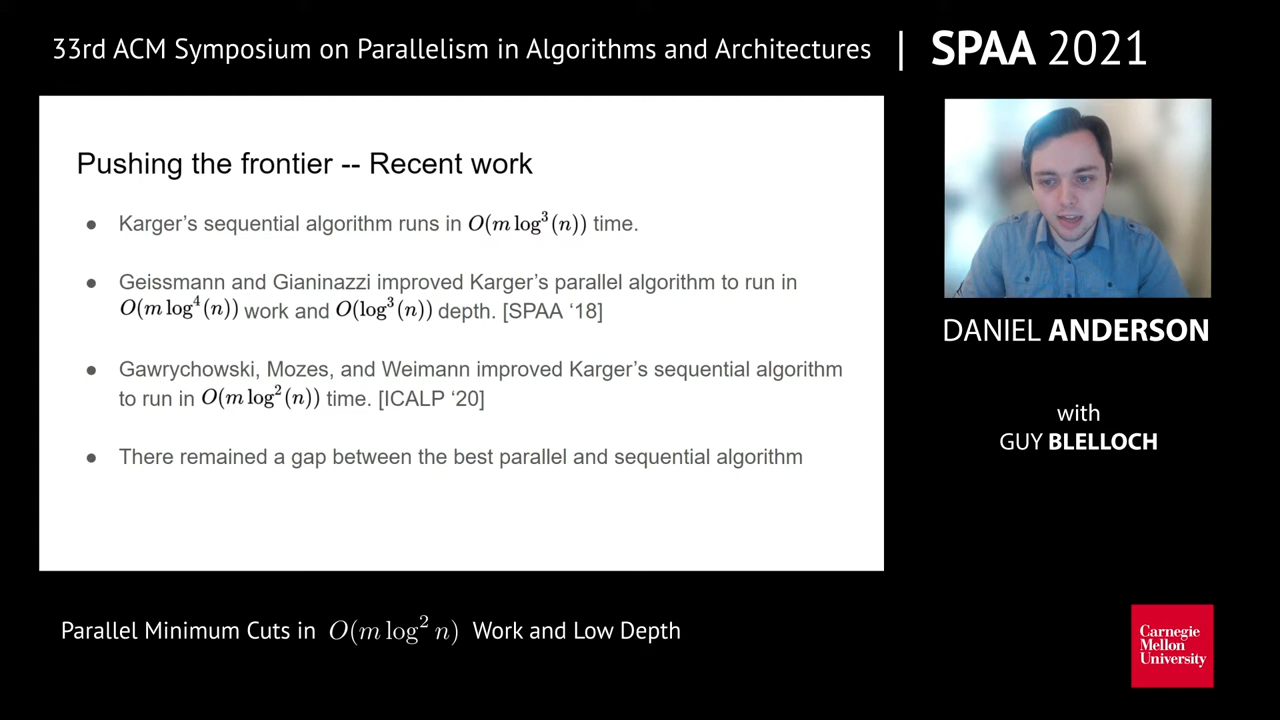 33rd ACM Symposium on Parallelism in Algorithms and Architectures | SPAA 2021
Pushing the frontier -- Recent work
● Karger's sequential algorithm runs in O(m log³(n)) time.
● Geissmann and Gianinazzi improved Karger's parallel algorithm to run in
O(m log⁴(n)) work and O(log³(n)) depth. [SPAA ‘18]
● Gawrychowski, Mozes, and Weimann improved Karger's sequential algorithm
to run in O(m log²(n)) time. [ICALP ‘20]
● There remained a gap between the best parallel and sequential algorithm
DANIEL ANDERSON
with
GUY BLELLOCH
Parallel Minimum Cuts in O(m log² n) Work and Low Depth
Carnegie
Mellon
University